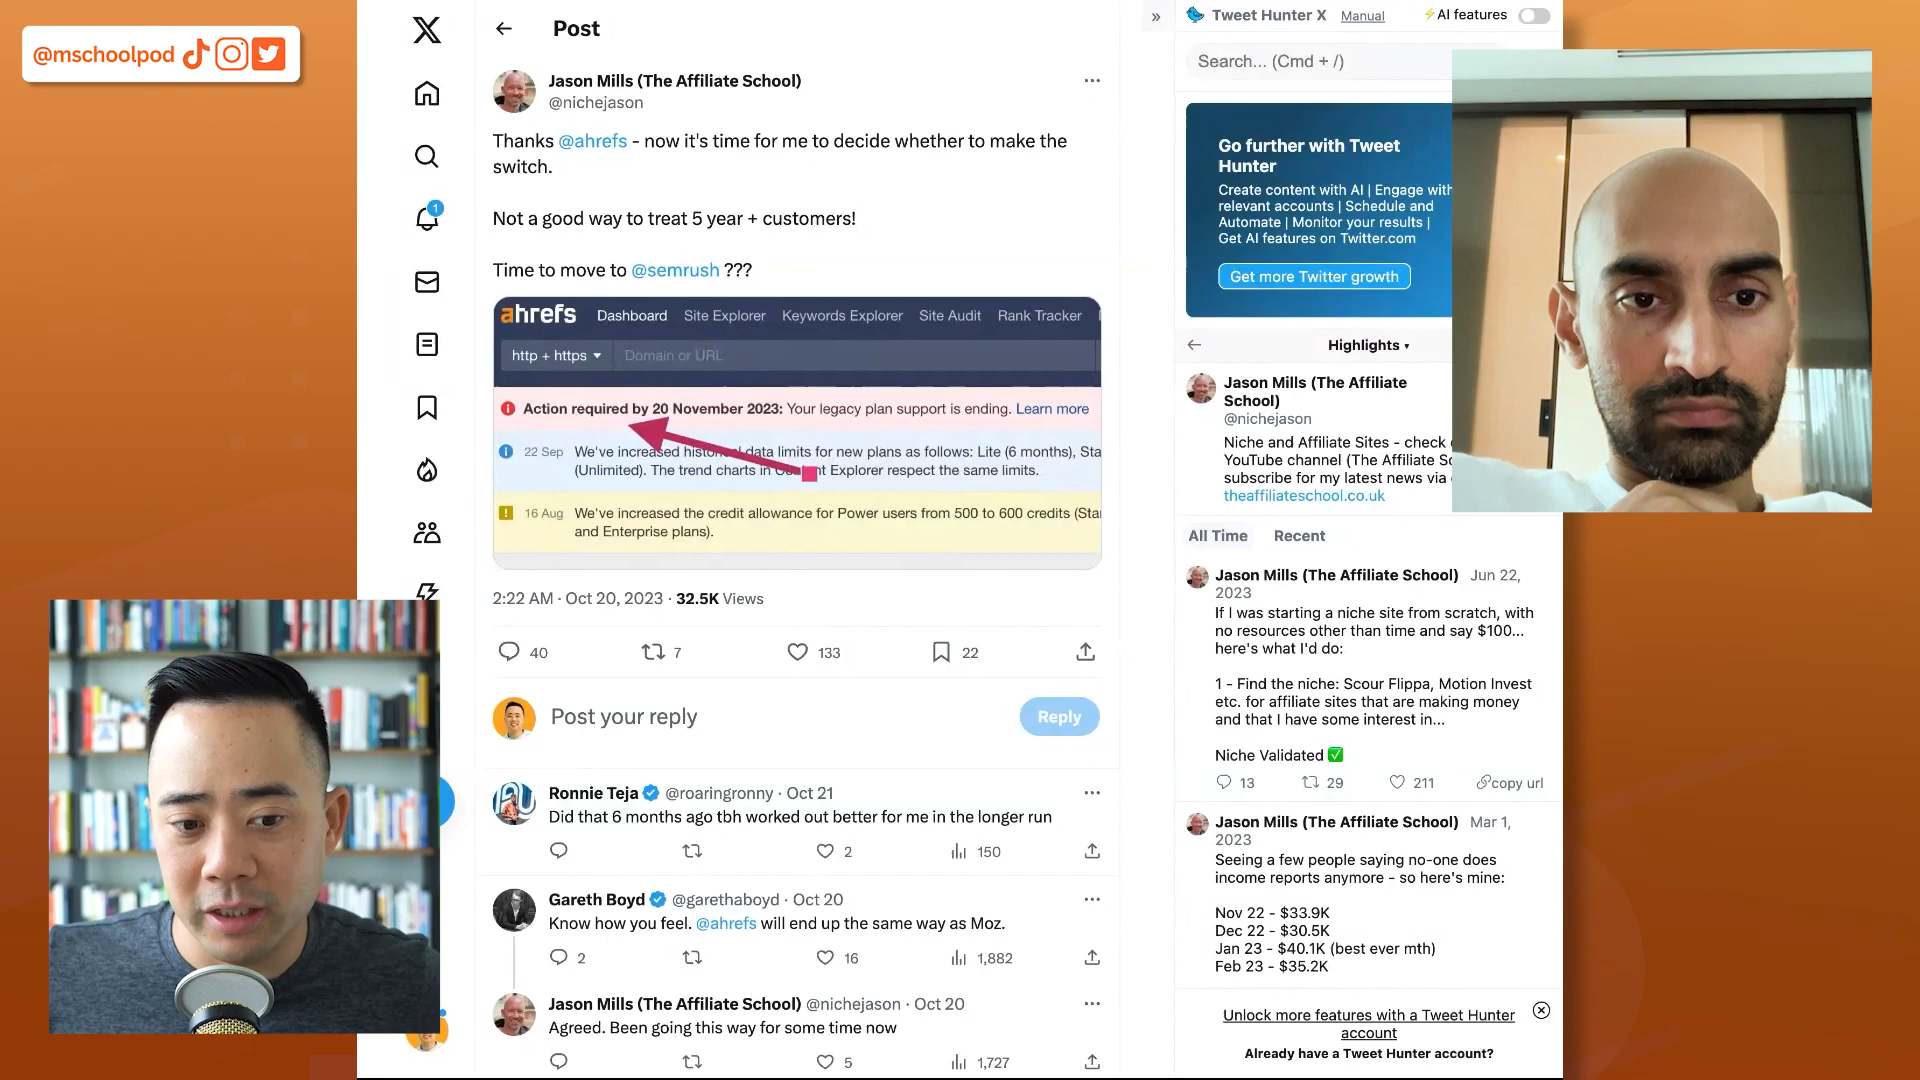 @mschoolpod
1
Post
Jason Mills (The Affiliate School)
@nichejason
Thanks @ahrefs - now it's time for me to decide whether to make the
switch.
Not a good way to treat 5 year + customers!
Time to move to @semrush ???
ahrefs Dashboard Site Explorer Keywords Explorer Site Audit Rank Tracker
http + https Domain or URL
Action required by 20 November 2023: Your legacy plan support is ending. Learn more
22 Sep We've increased historical data limits for new plans as follows: Lite (6 months), Sta
(Unlimited). The trend charts in Content Explorer respect the same limits.
16 Aug We've increased the credit allowance for Power users from 500 to 600 credits (Sta
and Enterprise plans).
2:22 AM · Oct 20, 2023 · 32.5K Views
40 7 133 22
Post your reply
Reply
Ronnie Teja @roaringronny · Oct 21
Did that 6 months ago tbh worked out better for me in the longer run
2 150
Gareth Boyd @garethaboyd · Oct 20
Know how you feel. @ahrefs will end up the same way as Moz.
2 16 1,882
Jason Mills (The Affiliate School) @nichejason · Oct 20
Agreed. Been going this way for some time now
5 1,727
» Tweet Hunter X Manual ⚡AI features
Search... (Cmd + /)
Go further with Tweet
Hunter
Create content with AI | Engage with
relevant accounts | Schedule and
Automate | Monitor your results |
Get AI features on Twitter.com
Get more Twitter growth
Highlights ▾
Jason Mills (The Affiliate
School)
@nichejason
Niche and Affiliate Sites - check
YouTube channel (The Affiliate Sc
subscribe for my latest news via
theaffiliateschool.co.uk
All Time Recent
Jason Mills (The Affiliate School) Jun 22,
2023
If I was starting a niche site from scratch, with
no resources other than time and say $100...
here's what I'd do:
1 - Find the niche: Scour Flippa, Motion Invest
etc. for affiliate sites that are making money
and that I have some interest in...
Niche Validated ✅
13 29 211 copy url
Jason Mills (The Affiliate School) Mar 1,
2023
Seeing a few people saying no-one does
income reports anymore - so here's mine:
Nov 22 - $33.9K
Dec 22 - $30.5K
Jan 23 - $40.1K (best ever mth)
Feb 23 - $35.2K
Unlock more features with a Tweet Hunter
account
Already have a Tweet Hunter account?